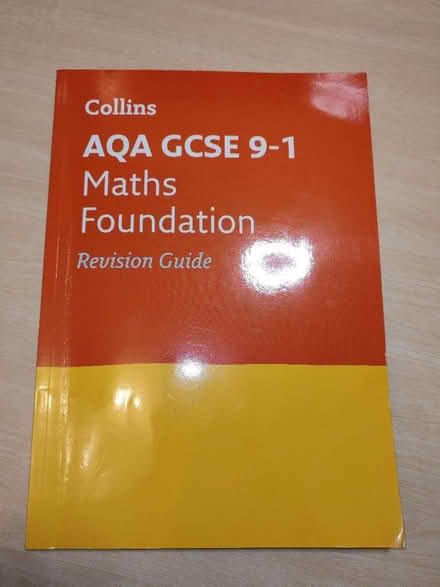 Collins
AQA GCSE 9-1
Maths
Foundation
Revision Guide